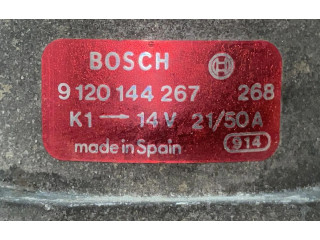 BOSCH
9 120 144 267 268
K1 → 14V 21/50A
made in Spain 914